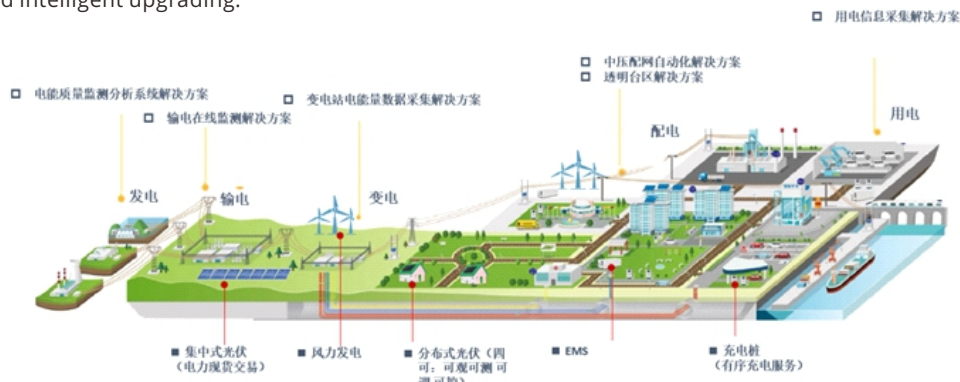 d intelligent upgrading.
□ 用电信息采集解决方案
□ 中压配网自动化解决方案
□ 透明台区解决方案
□ 电能质量监测分析系统解决方案
□ 变电站电能量数据采集解决方案
□ 输电在线监测解决方案
用电
配电
发电
输电
变电
■ 集中式光伏
（电力现货交易）
■ 风力发电
■ 分布式光伏（四
可：可观可测 可
调 可控）
■ EMS
■ 充电桩
（有序充电服务）